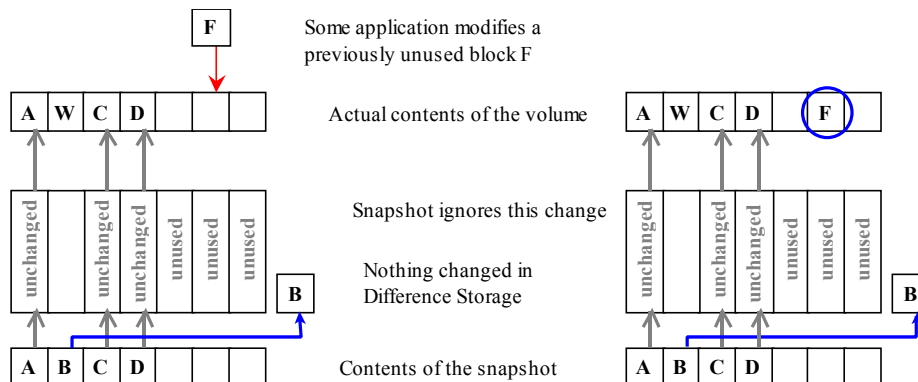 F
Some application modifies a
previously unused block F
A W C D
Actual contents of the volume
A W C D F
unchanged unchanged unchanged unused unused unused
Snapshot ignores this change
unchanged unchanged unchanged unused unused unused
Nothing changed in
Difference Storage
B
B
A B C D
Contents of the snapshot
A B C D